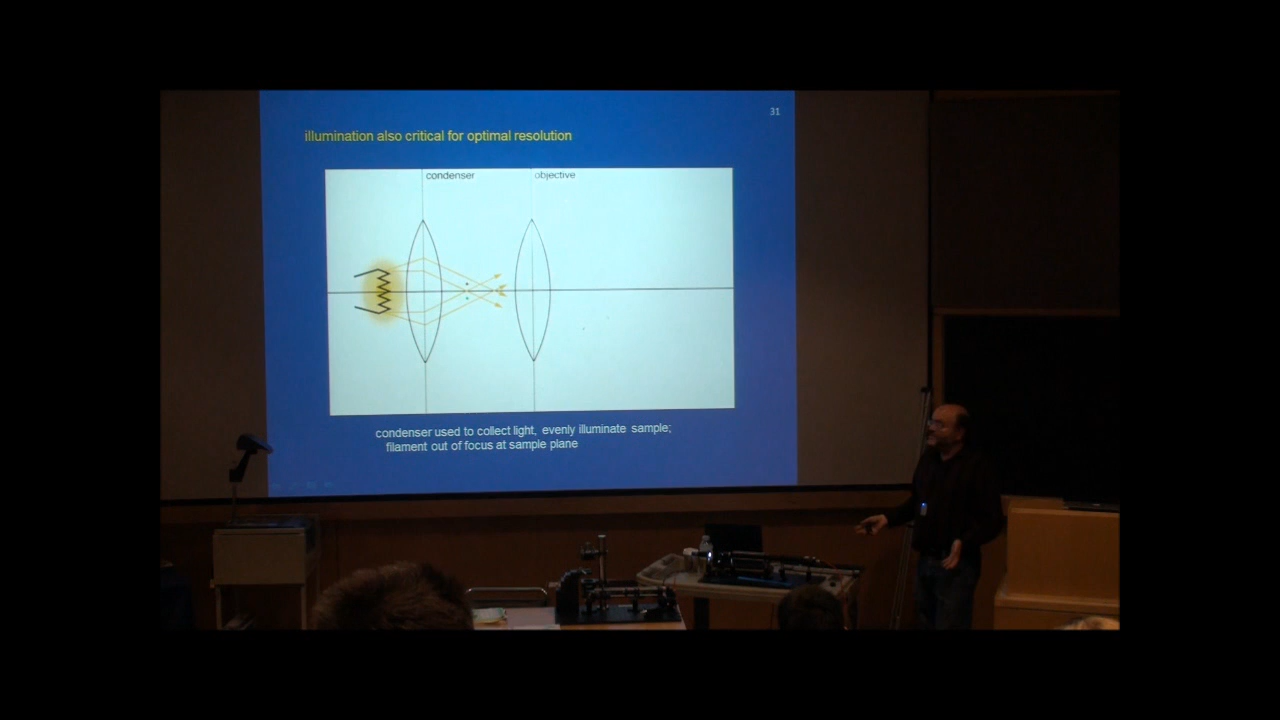 31
illumination also critical for optimal resolution
condenser objective
condenser used to collect light, evenly illuminate sample;
filament out of focus at sample plane